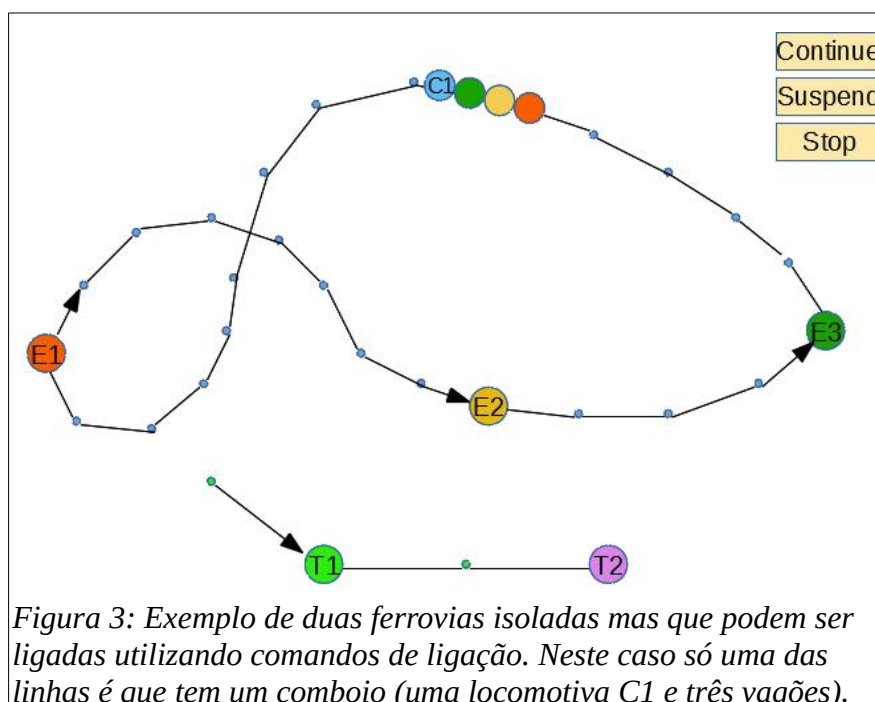 Continue
C1
Suspend
Stop
E1
E3
E2
T1
T2
Figura 3: Exemplo de duas ferrovias isoladas mas que podem ser
ligadas utilizando comandos de ligação. Neste caso só uma das
linhas é que tem um comboio (uma locomotiva C1 e três vagões).